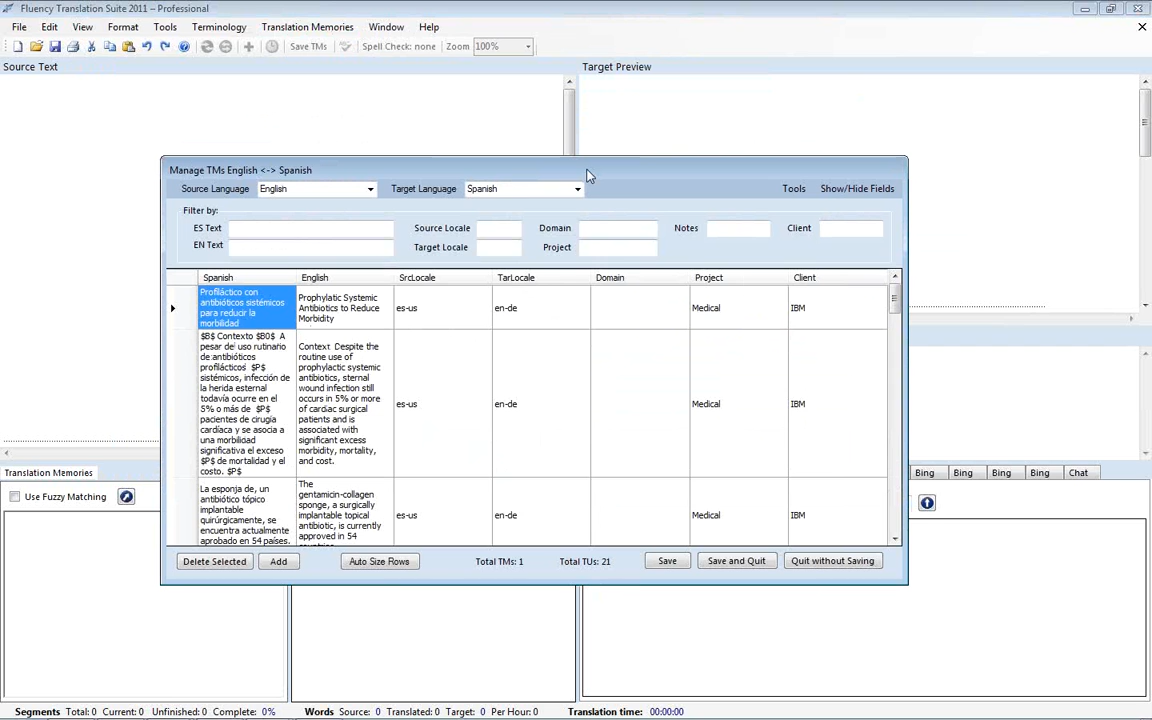 Fluency Translation Suite 2011 – Professional
File Edit View Format Tools Terminology Translation Memories Window Help
Save TMs Spell Check: none Zoom 100%
Source Text Target Preview
Manage TMs English <-> Spanish
Source Language English Target Language Spanish Tools Show/Hide Fields
Filter by:
ES Text Source Locale Domain Notes Client
EN Text Target Locale Project
Spanish English SrcLocale TarLocale Domain Project Client
Profiláctico con
antibióticos sistémicos
para reducir la
morbilidad
Prophylatic Systemic
Antibiotics to Reduce
Morbidity
es-us en-de Medical IBM
$B$ Contexto $B0$ A
pesar del uso rutinario
de antibióticos
profilácticos $P$
sistémicos, infección de
la herida esternal
todavía ocurre en el
5% o más de $P$
pacientes de cirugía
cardíaca y se asocia a
una morbilidad
significativa el exceso
$P$ de mortalidad y el
costo. $P$
Context. Despite the
routine use of
prophylactic systemic
antibiotics, sternal
wound infection still
occurs in 5% or more
of cardiac surgical
patients and is
associated with
significant excess
morbidity, mortality,
and cost.
es-us en-de Medical IBM
La esponja de, un
antibiótico tópico
implantable
quirúrgicamente, se
encuentra actualmente
aprobado en 54 países.
The
gentamicin-collagen
sponge, a surgically
implantable topical
antibiotic, is currently
approved in 54
es-us en-de Medical IBM
Delete Selected Add Auto Size Rows Total TMs: 1 Total TUs: 21 Save Save and Quit Quit without Saving
Translation Memories Bing Bing Bing Bing Chat
Use Fuzzy Matching
Segments Total: 0 Current: 0 Unfinished: 0 Complete: 0% Words Source: 0 Translated: 0 Target: 0 Per Hour: 0 Translation time: 00:00:00